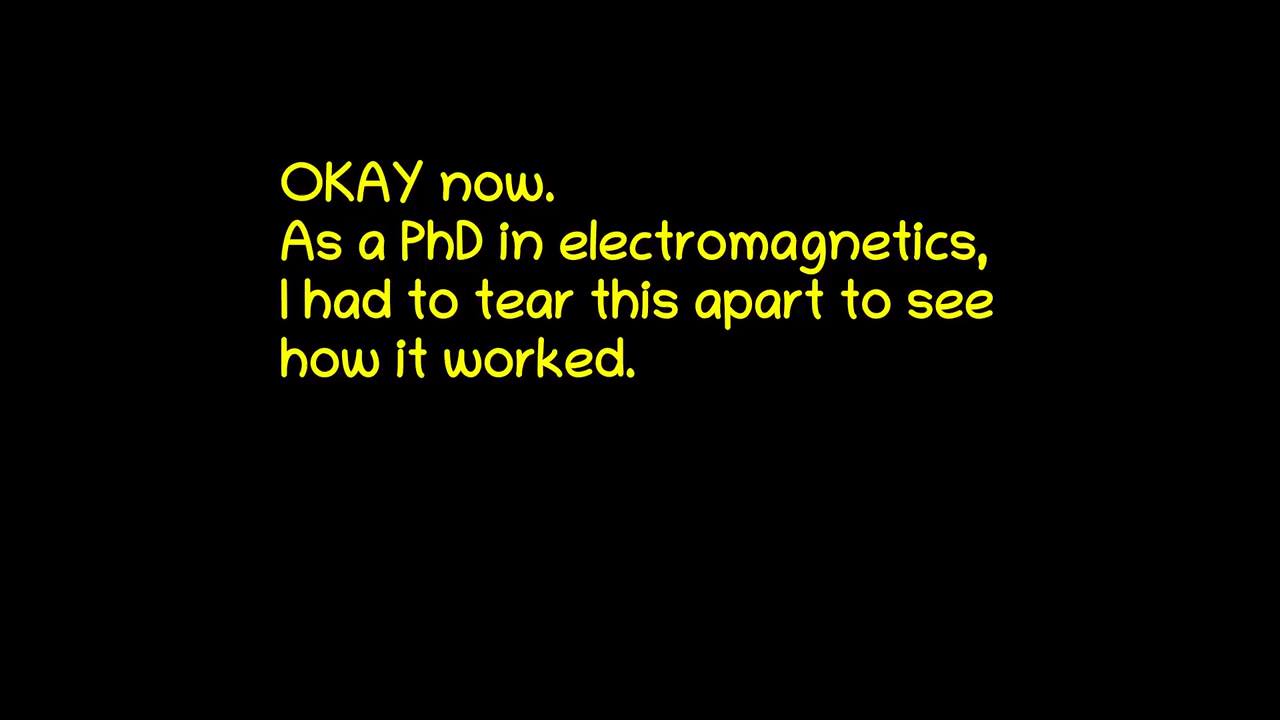 OKAY now.
As a PhD in electromagnetics,
I had to tear this apart to see
how it worked.